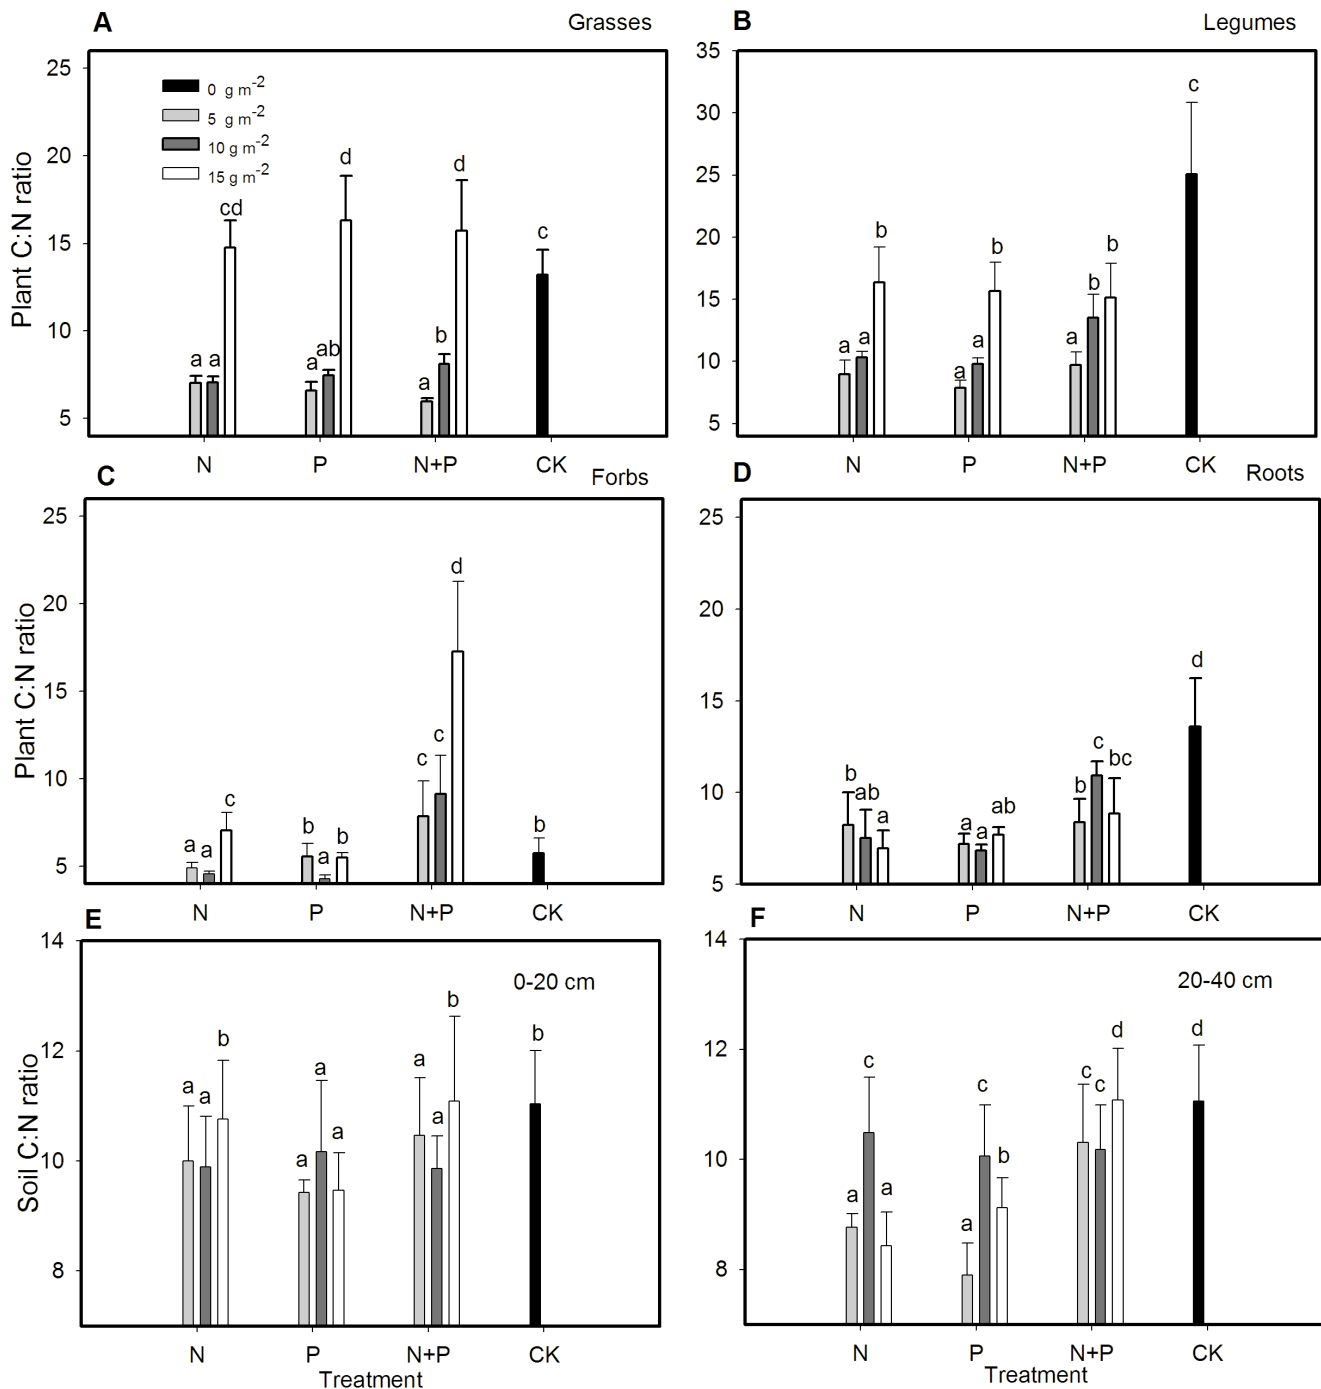 A Grasses
25
20
15
10
5
Plant C:N ratio
0 g m-2
5 g m-2
10 g m-2
15 g m-2
a a cd
a ab d
a b d
c
N P N+P CK
B Legumes
35
30
25
20
15
10
5
a a b
a a b
a b b
c
N P N+P CK
C Forbs
25
20
15
10
5
Plant C:N ratio
a a c
b a b
c c d
b
N P N+P CK
D Roots
25
20
15
10
5
b ab a
a a ab
b c bc
d
N P N+P CK
E
0-20 cm
14
12
10
8
Soil C:N ratio
a a b
a a a
a a b
b
N P N+P CK
Treatment
F
20-40 cm
14
12
10
8
a c a
a c b
c c d
d
N P N+P CK
Treatment